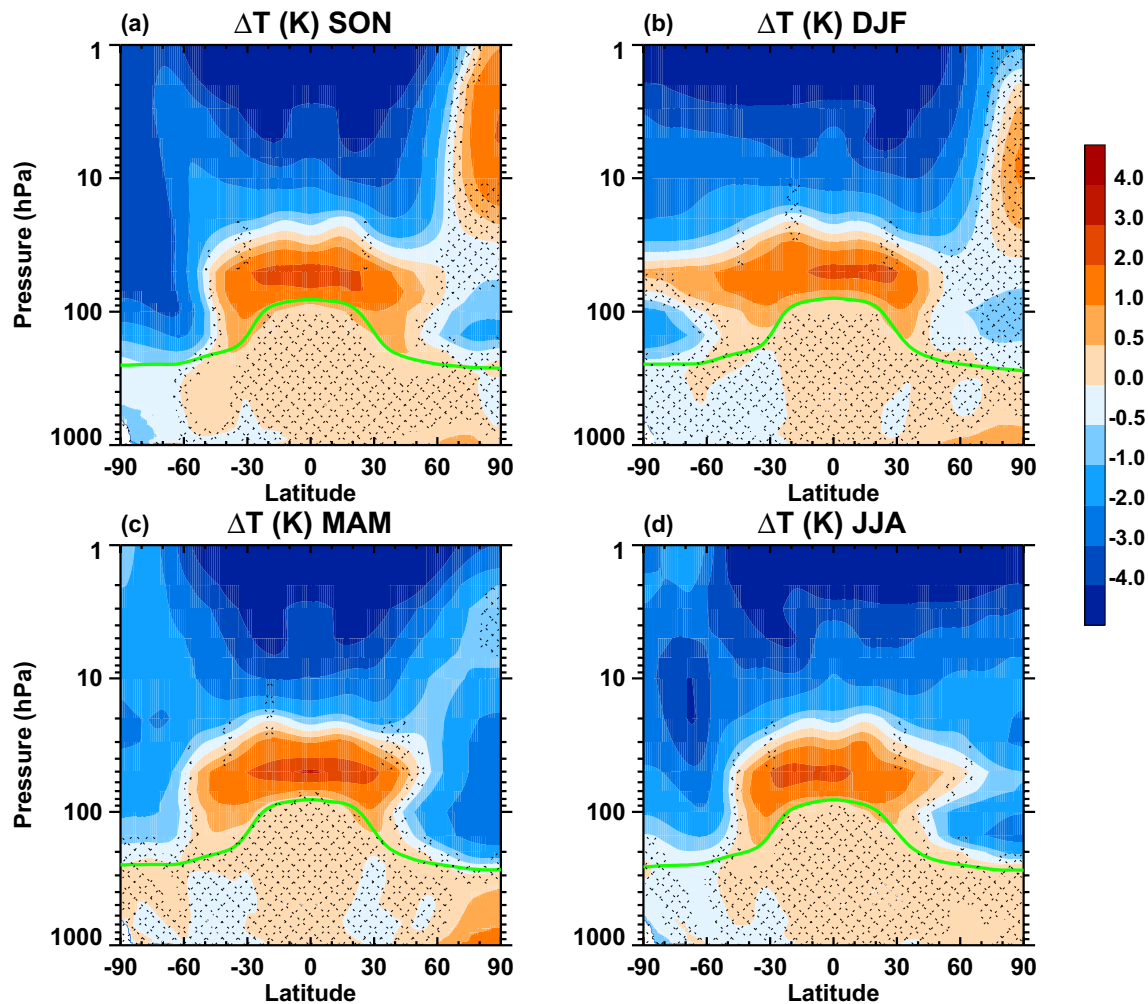 (a) ΔT (K) SON
(b) ΔT (K) DJF
1
10
100
1000
Pressure (hPa)
-90 -60 -30 0 30 60 90
Latitude
1
10
100
1000
Pressure (hPa)
-90 -60 -30 0 30 60 90
Latitude
4.0
3.0
2.0
1.0
0.5
0.0
-0.5
-1.0
-2.0
-3.0
-4.0
(c) ΔT (K) MAM
(d) ΔT (K) JJA
1
10
100
1000
Pressure (hPa)
-90 -60 -30 0 30 60 90
Latitude
1
10
100
1000
Pressure (hPa)
-90 -60 -30 0 30 60 90
Latitude